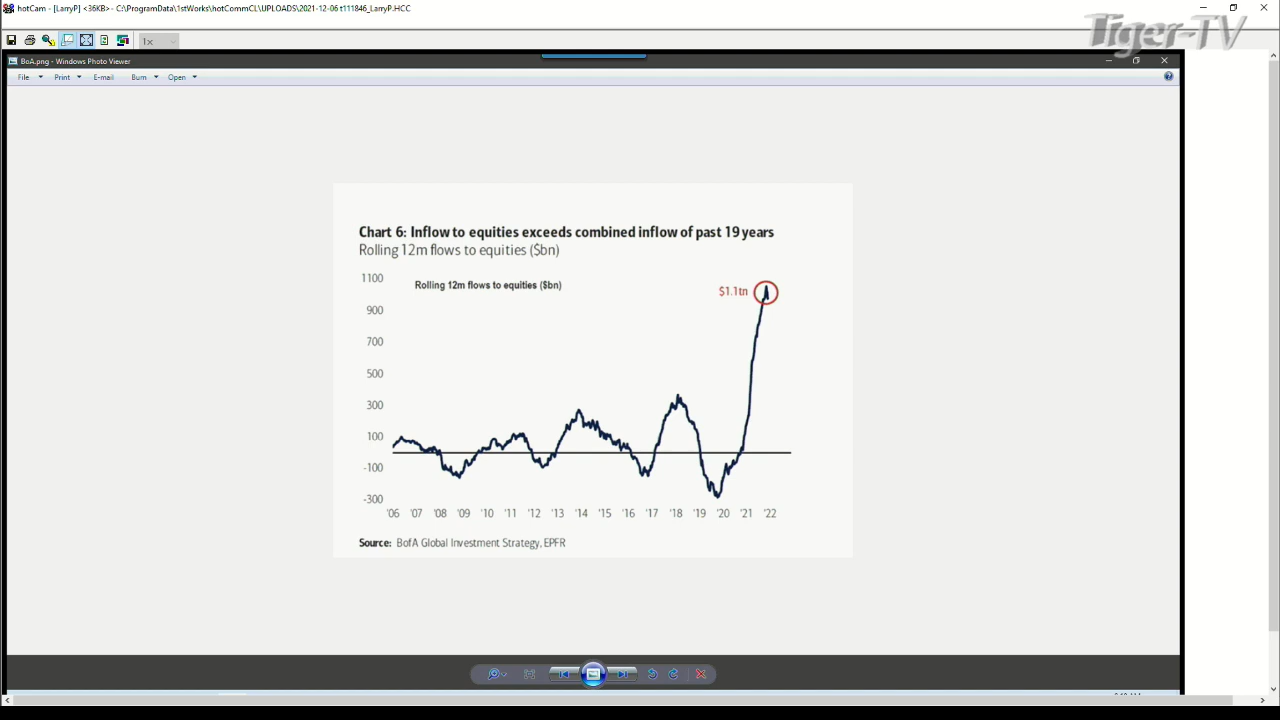 hotCam - [LarryP] <36KB> - C:\ProgramData\1stWorks\hotCommCL\UPLOADS\2021-12-06 t111846_LarryP.HCC
Tiger-TV
1x
BoA.png - Windows Photo Viewer
File Print E-mail Burn Open
Chart 6: Inflow to equities exceeds combined inflow of past 19 years
Rolling 12m flows to equities ($bn)
1100
Rolling 12m flows to equities ($bn)
$1.1tn
900
700
500
300
100
-100
-300
'06 '07 '08 '09 '10 '11 '12 '13 '14 '15 '16 '17 '18 '19 '20 '21 '22
Source: BofA Global Investment Strategy, EPFR